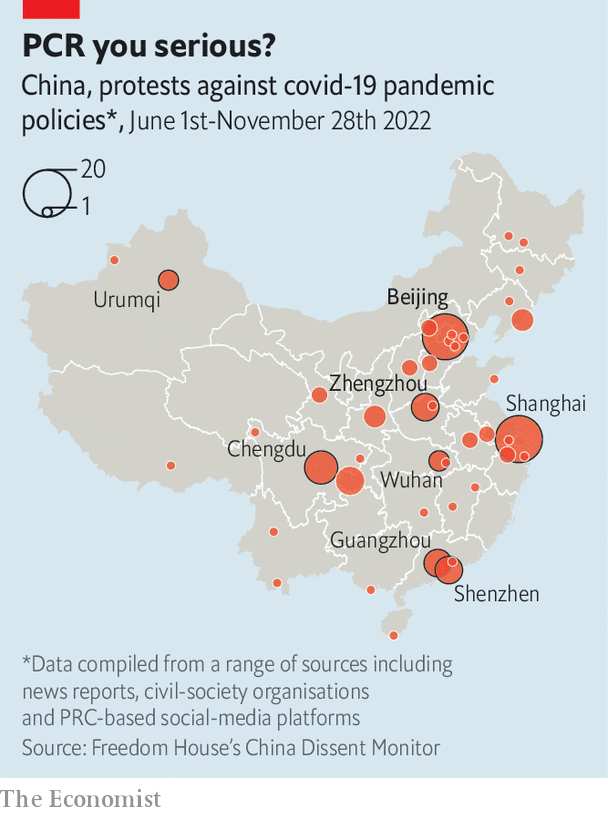 PCR you serious?
China, protests against covid-19 pandemic
policies*, June 1st-November 28th 2022
20
1
Urumqi
Beijing
Zhengzhou
Shanghai
Chengdu
Wuhan
Guangzhou
Shenzhen
*Data compiled from a range of sources including
news reports, civil-society organisations
and PRC-based social-media platforms
Source: Freedom House's China Dissent Monitor
The Economist